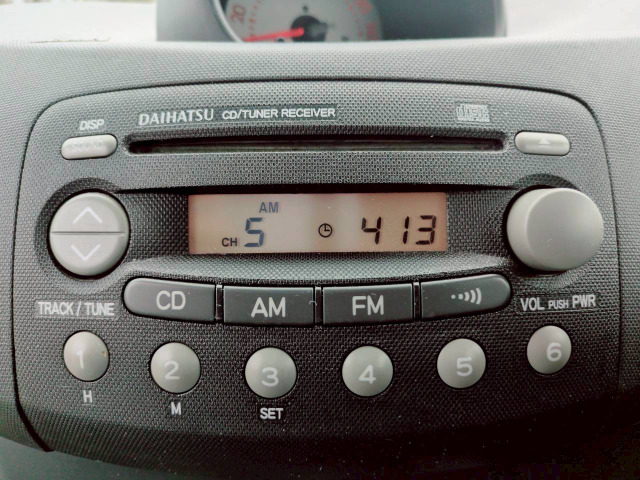 DISP
DAIHATSU CD/TUNER RECEIVER
AM
CH 5 413
CD AM FM
TRACK / TUNE
VOL PUSH PWR
1 2 3 4 5 6
H M SET